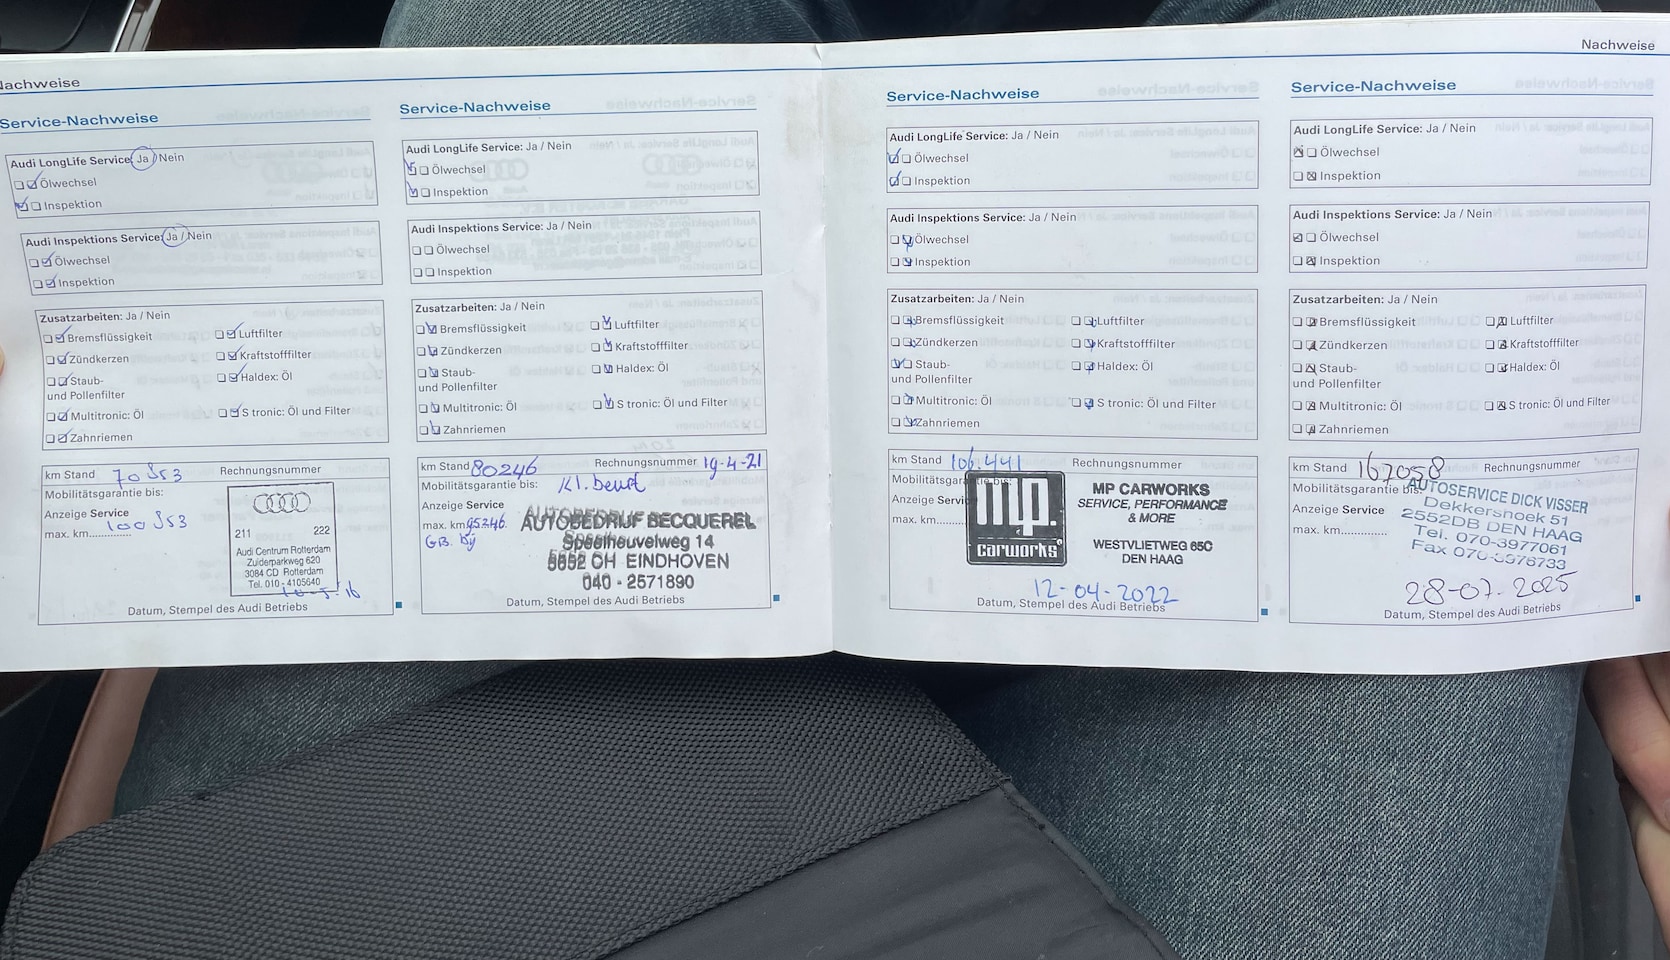 Nachweise
Service-Nachweise
Audi LongLife Service: Ja / Nein
Ölwechsel
Inspektion
Audi Inspektions Service: Ja / Nein
Ölwechsel
Inspektion
Zusatzarbeiten: Ja / Nein
Bremsflüssigkeit
Luftfilter
Zündkerzen
Kraftstofffilter
Staub-
und Pollenfilter
Haldex: Öl
Multitronic: Öl
S tronic: Öl und Filter
Zahnriemen
km Stand 70853
Rechnungsnummer
Mobilitätsgarantie bis:
Anzeige Service
max. km 100853
211 222
Audi Centrum Rotterdam
Zuiderparkweg 620
3084 CD Rotterdam
Tel. 010 - 4105640
Datum, Stempel des Audi Betriebs
Service-Nachweise
Audi LongLife Service: Ja / Nein
Ölwechsel
Inspektion
Audi Inspektions Service: Ja / Nein
Ölwechsel
Inspektion
Zusatzarbeiten: Ja / Nein
Bremsflüssigkeit
Luftfilter
Zündkerzen
Kraftstofffilter
Staub-
und Pollenfilter
Haldex: Öl
Multitronic: Öl
S tronic: Öl und Filter
Zahnriemen
km Stand 80246
Rechnungsnummer 19-4-21
Mobilitätsgarantie bis: Kl. beurt
Anzeige Service
max. km 95246
AUTOBEDRIJF BECQUEREL
Speelheuvelweg 14
5652 CH EINDHOVEN
040 - 2571890
Datum, Stempel des Audi Betriebs
Nachweise
Service-Nachweise
Audi LongLife Service: Ja / Nein
Ölwechsel
Inspektion
Audi Inspektions Service: Ja / Nein
Ölwechsel
Inspektion
Zusatzarbeiten: Ja / Nein
Bremsflüssigkeit
Luftfilter
Zündkerzen
Kraftstofffilter
Staub-
und Pollenfilter
Haldex: Öl
Multitronic: Öl
S tronic: Öl und Filter
Zahnriemen
km Stand 106.441
Rechnungsnummer
Mobilitätsgarantie bis:
Anzeige Service
max. km
mp.
carworks
MP CARWORKS
SERVICE, PERFORMANCE
& MORE
WESTVLIETWEG 65C
DEN HAAG
12-04-2022
Datum, Stempel des Audi Betriebs
Service-Nachweise
Audi LongLife Service: Ja / Nein
Ölwechsel
Inspektion
Audi Inspektions Service: Ja / Nein
Ölwechsel
Inspektion
Zusatzarbeiten: Ja / Nein
Bremsflüssigkeit
Luftfilter
Zündkerzen
Kraftstofffilter
Staub-
und Pollenfilter
Haldex: Öl
Multitronic: Öl
S tronic: Öl und Filter
Zahnriemen
km Stand 167058
Rechnungsnummer
Mobilitätsgarantie bis:
Anzeige Service
max. km
AUTOSERVICE DICK VISSER
Dekkershoek 51
2552DB DEN HAAG
Tel. 070-3977061
Fax 070-3976733
28-07-2025
Datum, Stempel des Audi Betriebs